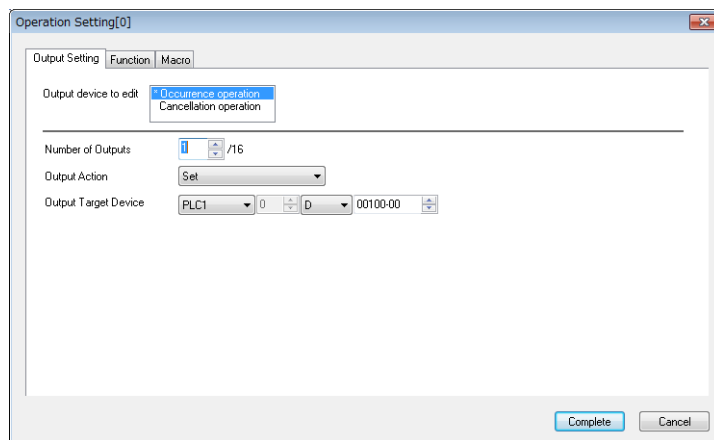 Operation Setting[0]
Output Setting Function Macro
Output device to edit
* Occurrence operation
Cancellation operation
Number of Outputs 1 /16
Output Action Set
Output Target Device PLC1 0 D 00100-00
Complete Cancel